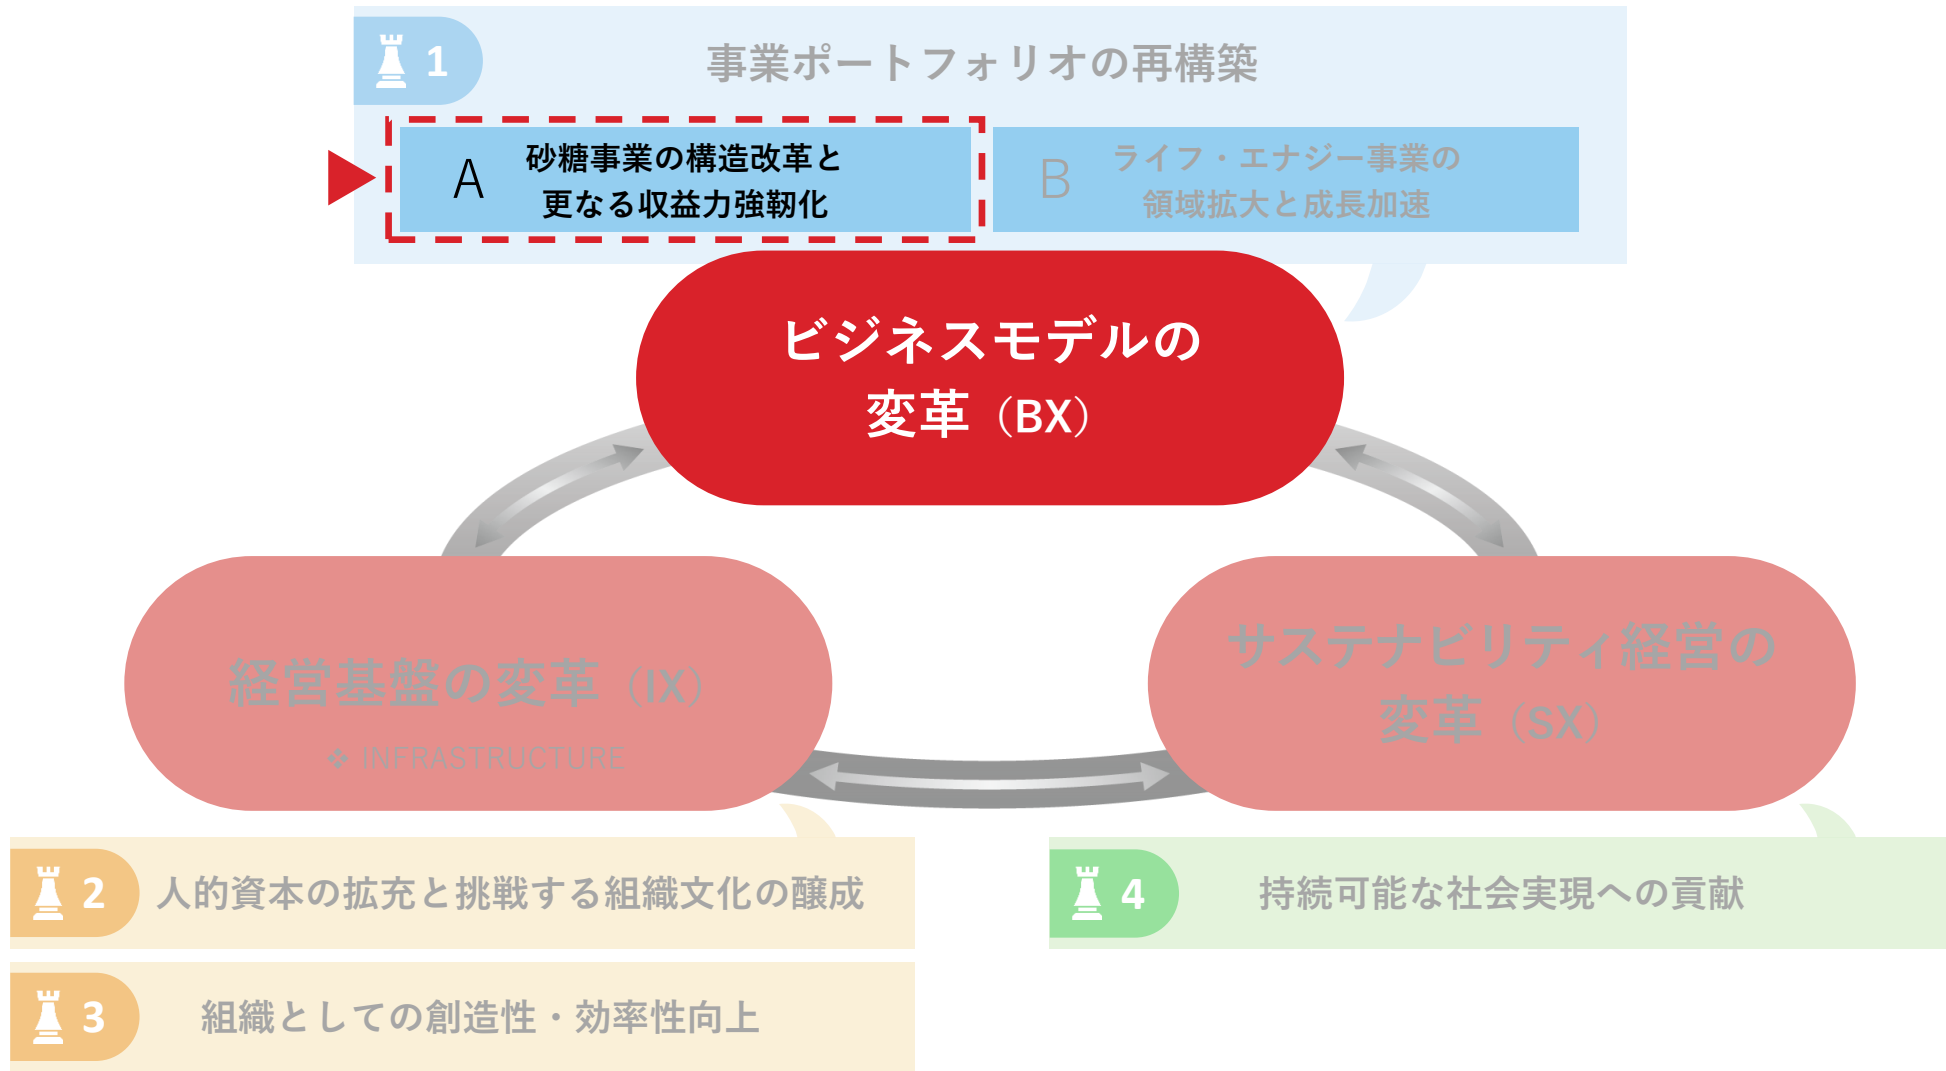 1
事業ポートフォリオの再構築
A
砂糖事業の構造改革と
更なる収益力強靭化
B
ライフ・エナジー事業の
領域拡大と成長加速
ビジネスモデルの
変革（BX）
経営基盤の変革（IX）
❖ INFRASTRUCTURE
サステナビリティ経営の
変革（SX）
2
人的資本の拡充と挑戦する組織文化の醸成
3
組織としての創造性・効率性向上
4
持続可能な社会実現への貢献